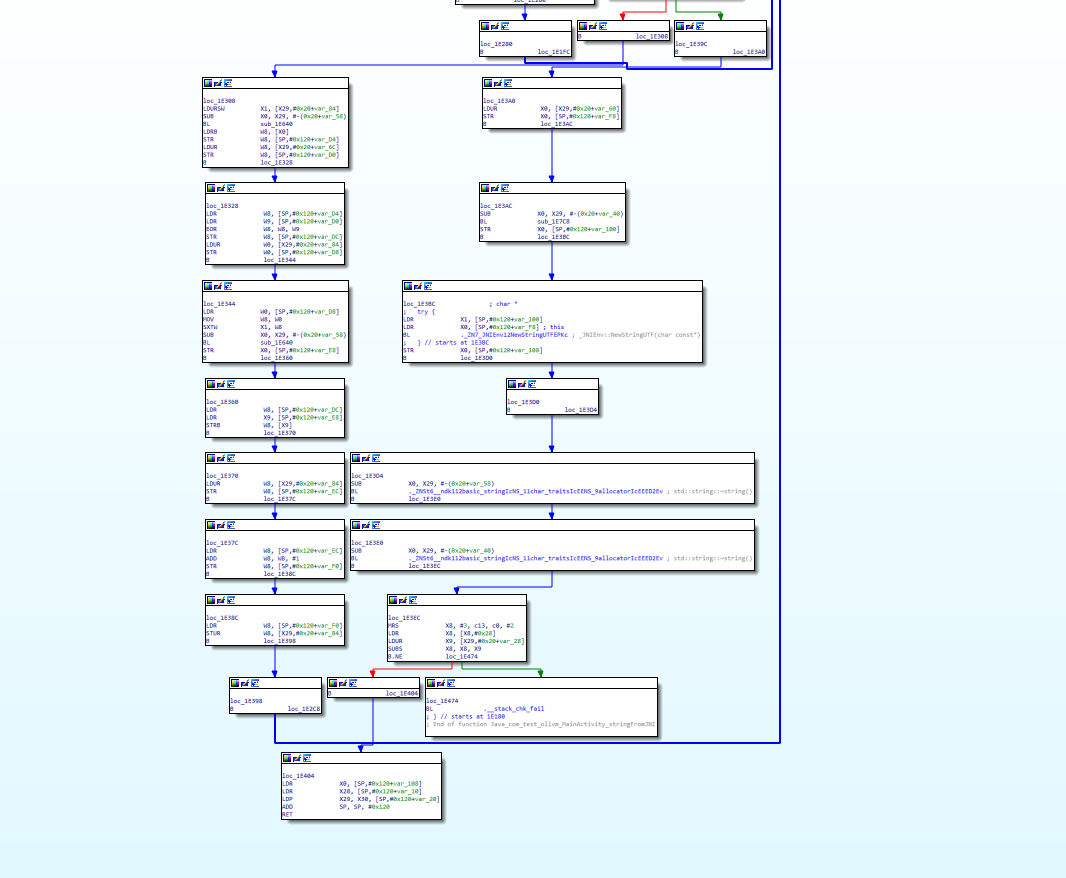 loc_1E280
B loc_1E1FC
B loc_1E308
loc_1E39C
B loc_1E3A0
loc_1E308
LDURSW X1, [X29,#0x20+var_84]
SUB X0, X29, #-(0x20+var_58)
BL sub_1E640
LDRB W8, [X0]
STR W8, [SP,#0x120+var_D4]
LDUR W8, [X29,#0x20+var_6C]
STR W8, [SP,#0x120+var_D0]
B loc_1E328
loc_1E3A0
LDUR X0, [X29,#0x20+var_60]
STR X0, [SP,#0x120+var_F8]
B loc_1E3AC
loc_1E328
LDR W8, [SP,#0x120+var_D4]
LDR W9, [SP,#0x120+var_D0]
EOR W8, W8, W9
STR W8, [SP,#0x120+var_DC]
LDUR W0, [X29,#0x20+var_84]
STR W0, [SP,#0x120+var_D8]
B loc_1E344
loc_1E3AC
SUB X0, X29, #-(0x20+var_40)
BL sub_1E7C8
STR X0, [SP,#0x120+var_100]
B loc_1E3BC
loc_1E344
LDR W0, [SP,#0x120+var_D8]
MOV W8, W0
SXTW X1, W8
SUB X0, X29, #-(0x20+var_58)
BL sub_1E640
STR X0, [SP,#0x120+var_E8]
B loc_1E360
loc_1E3BC ; char *
; try {
LDR X1, [SP,#0x120+var_100]
LDR X0, [SP,#0x120+var_F8] ; this
BL ._ZN7_JNIEnv12NewStringUTFEPKc ; _JNIEnv::NewStringUTF(char const*)
; } // starts at 1E3BC
STR X0, [SP,#0x120+var_108]
B loc_1E3D0
loc_1E360
LDR W8, [SP,#0x120+var_DC]
LDR X9, [SP,#0x120+var_E8]
STRB W8, [X9]
B loc_1E370
loc_1E3D0
B loc_1E3D4
loc_1E370
LDUR W8, [X29,#0x20+var_84]
STR W8, [SP,#0x120+var_EC]
B loc_1E37C
loc_1E3D4
SUB X0, X29, #-(0x20+var_58)
BL ._ZNSt6__ndk112basic_stringIcNS_11char_traitsIcEENS_9allocatorIcEEED2Ev ; std::string::~string()
B loc_1E3E0
loc_1E37C
LDR W8, [SP,#0x120+var_EC]
ADD W8, W8, #1
STR W8, [SP,#0x120+var_F0]
B loc_1E38C
loc_1E3E0
SUB X0, X29, #-(0x20+var_40)
BL ._ZNSt6__ndk112basic_stringIcNS_11char_traitsIcEENS_9allocatorIcEEED2Ev ; std::string::~string()
B loc_1E3EC
loc_1E38C
LDR W8, [SP,#0x120+var_F0]
STUR W8, [X29,#0x20+var_84]
B loc_1E398
loc_1E3EC
MRS X8, #3, c13, c0, #2
LDR X8, [X8,#0x28]
LDUR X9, [X29,#0x20+var_28]
SUBS X8, X8, X9
B.NE loc_1E474
loc_1E398
B loc_1E2C8
B loc_1E404
loc_1E474
BL .__stack_chk_fail
; } // starts at 1E180
; End of function Java_com_test_ollvm_MainActivity_stringFromJNI
loc_1E404
LDR X0, [SP,#0x120+var_108]
LDR X28, [SP,#0x120+var_10]
LDP X29, X30, [SP,#0x120+var_20]
ADD SP, SP, #0x120
RET